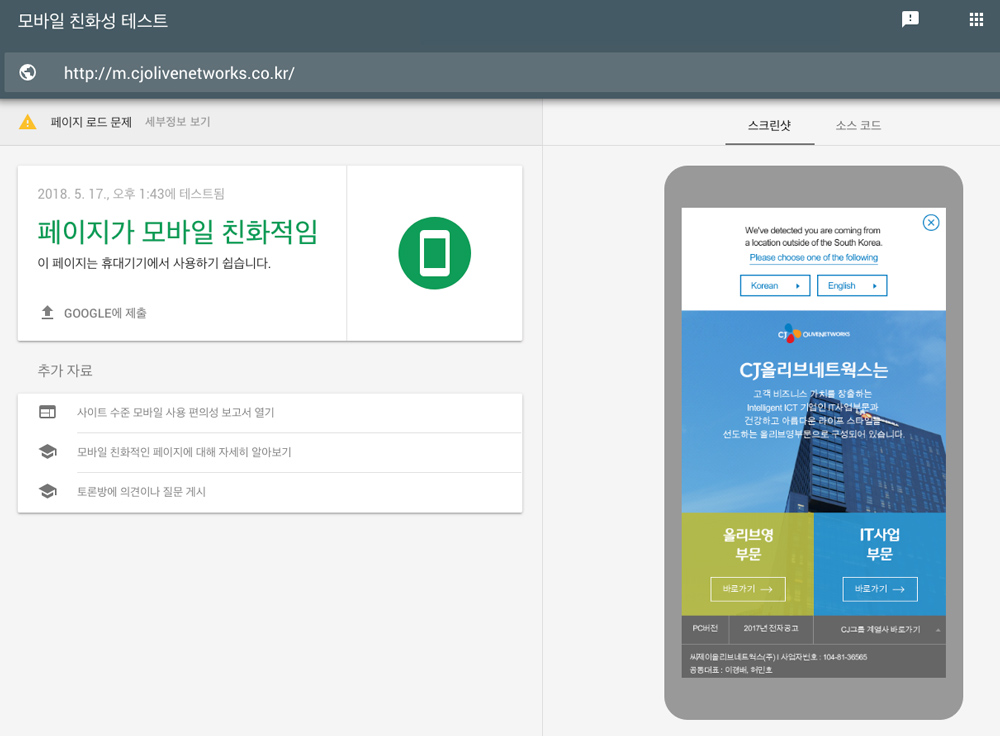 모바일 친화성 테스트
http://m.cjolivenetworks.co.kr/
페이지 로드 문제 세부정보 보기
2018. 5. 17., 오후 1:43에 테스트됨
페이지가 모바일 친화적임
이 페이지는 휴대기기에서 사용하기 쉽습니다.
GOOGLE에 제출
추가 자료
사이트 수준 모바일 사용 편의성 보고서 열기
모바일 친화적인 페이지에 대해 자세히 알아보기
토론방에 의견이나 질문 게시
스크린샷 소스 코드
We've detected you are coming from
a location outside of the South Korea.
Please choose one of the following
Korean English
CJ OLIVENETWORKS
CJ올리브네트웍스는
고객 비즈니스 가치를 창출하는
Intelligent ICT 기업인 IT사업부문과
건강하고 아름다운 라이프 스타일을
선도하는 올리브영부문으로 구성되어 있습니다.
올리브영
부문
바로가기
IT사업
부문
바로가기
PC버전 2017년 전자공고 CJ그룹 계열사 바로가기
씨제이올리브네트웍스(주) I 사업자번호 : 104-81-36565
공동대표 : 이경배, 허민호